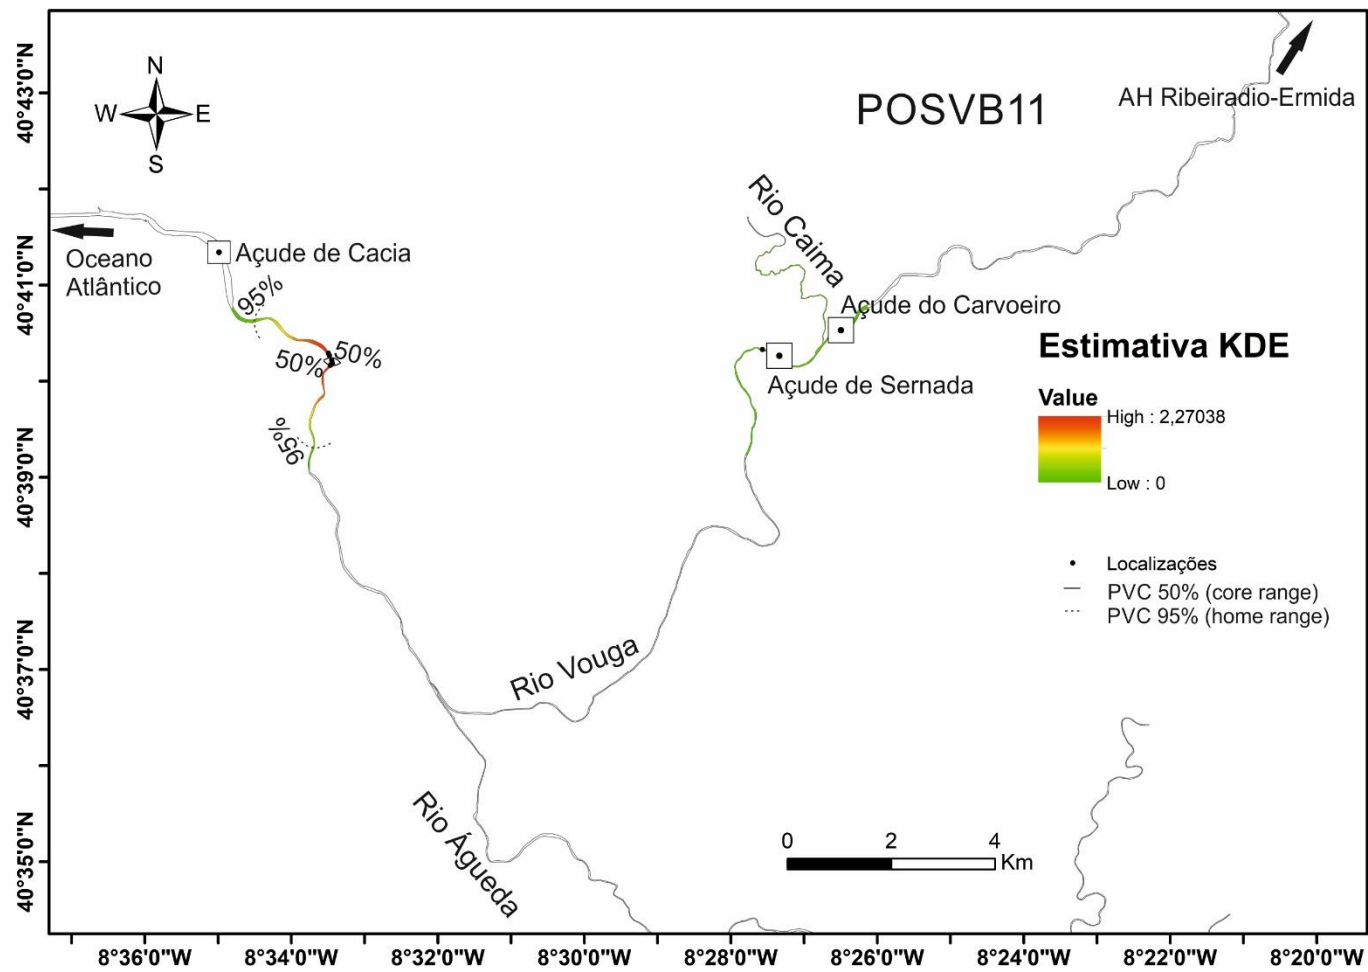 N
W E
S
POSVB11
AH Ribeiradio-Ermida
Rio Caima
Oceano
Atlântico
Açude de Cacia
95%
50%
50%
95%
Açude do Carvoeiro
Açude de Sernada
Estimativa KDE
Value
High : 2,27038
Low : 0
Localizações
PVC 50% (core range)
PVC 95% (home range)
Rio Vouga
Rio Águeda
0 2 4
Km
40°43'0"N
40°41'0"N
40°39'0"N
40°37'0"N
40°35'0"N
8°36'0"W 8°34'0"W 8°32'0"W 8°30'0"W 8°28'0"W 8°26'0"W 8°24'0"W 8°22'0"W 8°20'0"W